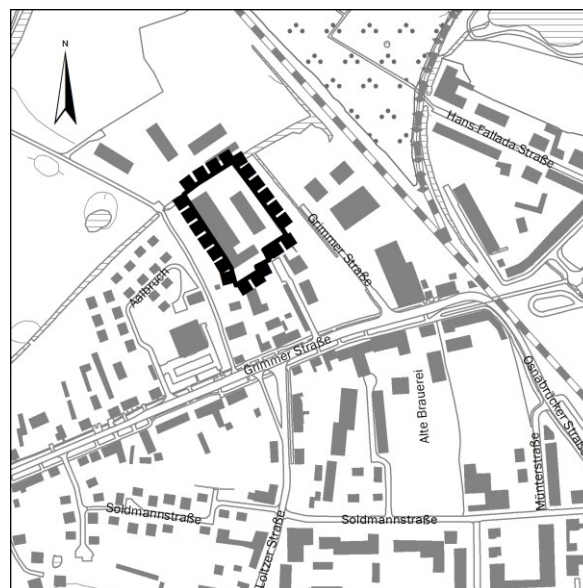 N
Hans Fallada Straße
Grimmer Straße
Aalbruch
Grimmer Straße
Alte Brauerei
Osnabrücker Straße
Münterstraße
Soldmannstraße
Loitzer Straße
Soldmannstraße